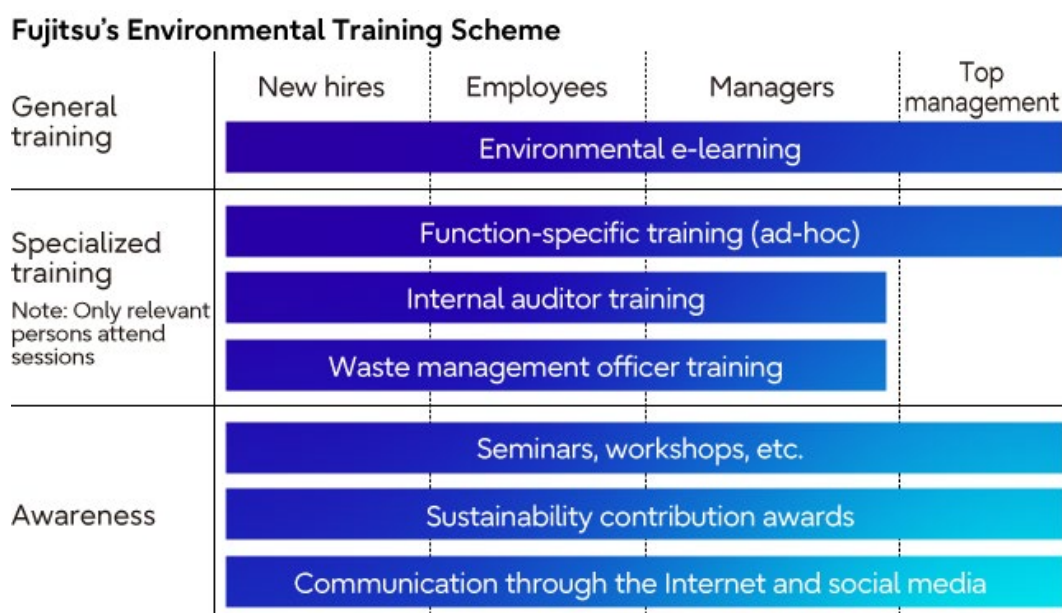 Fujitsu’s Environmental Training Scheme
New hires
Employees
Managers
Top
management
General
training
Environmental e-learning
Specialized
training
Note: Only relevant
persons attend
sessions
Function-specific training (ad-hoc)
Internal auditor training
Waste management officer training
Awareness
Seminars, workshops, etc.
Sustainability contribution awards
Communication through the Internet and social media